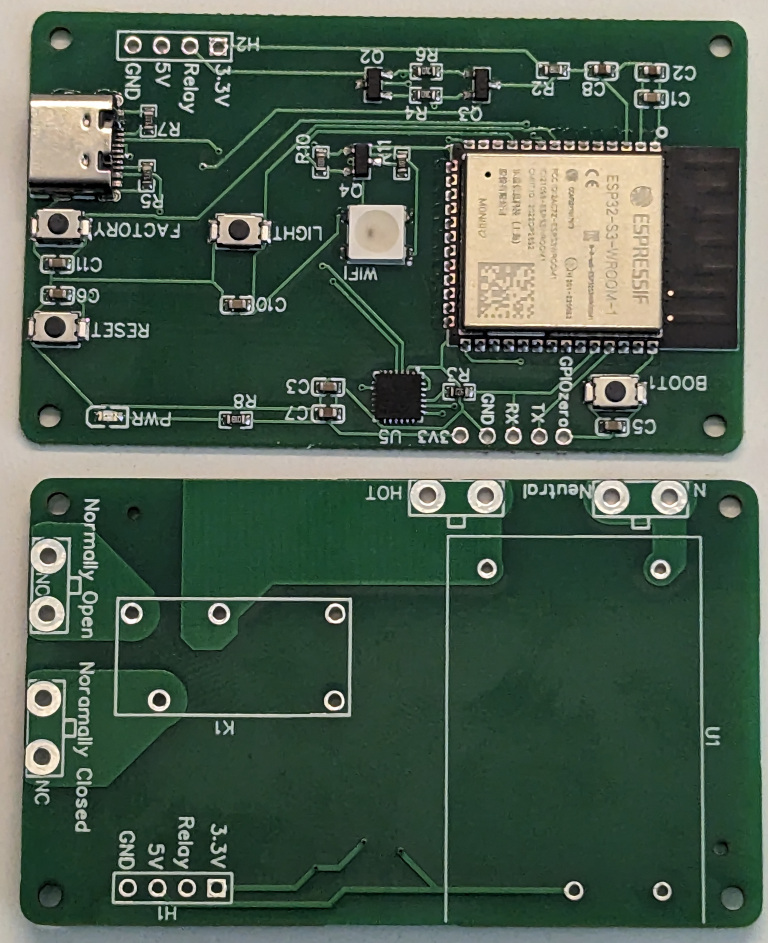 H2
GND
5V
Relay
3.3V
Q2
R6
R4
Q3
R2
C8
C2
C1
R7
R5
R10
Q4
FACTORY
LIGHT
WIFI
C11
C10
RESET
PWR
R8
C3
C7
U5
R3
3V3
GND
RX
TX
GPIOzero
BOOT1
C5
ESPRESSIF
ESP32-S3-WROOM-1
CE
HOT
Neutral
N
Normally Open
NO
Noramally Closed
NC
K1
U1
GND
5V
Relay
3.3V
H1